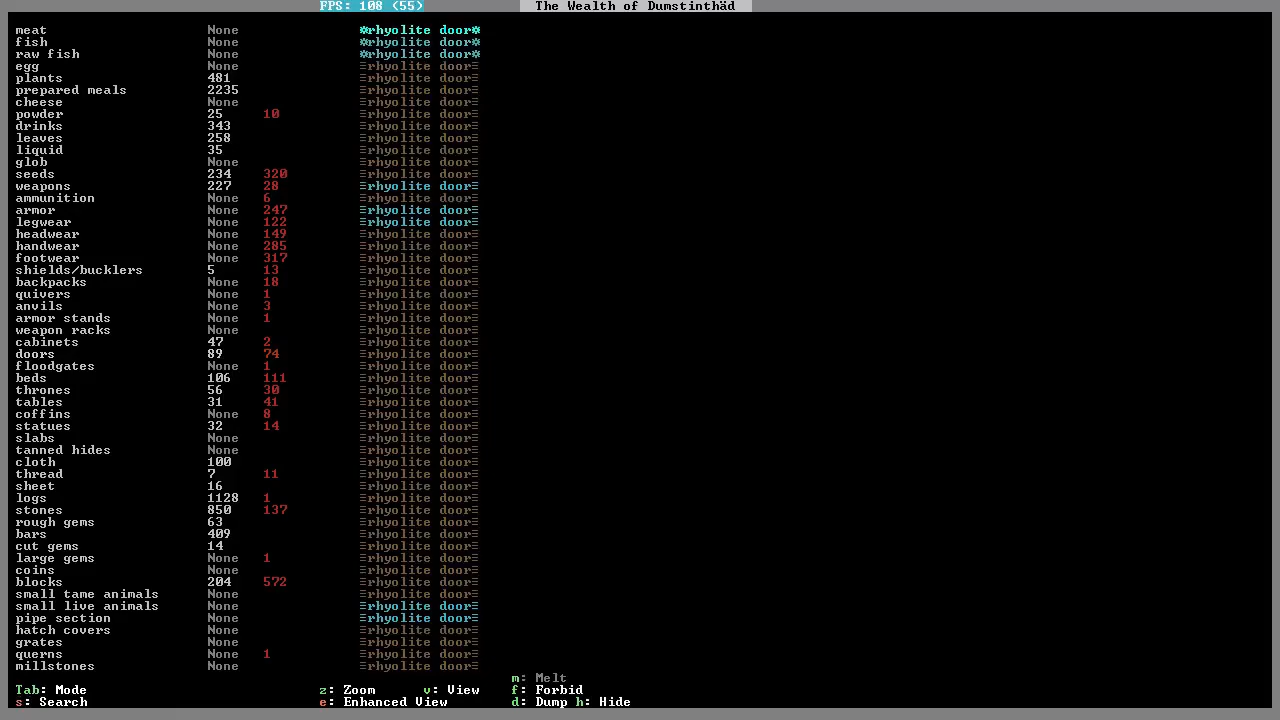 FPS: 108 (55) The Wealth of Dumstinthäd
meat None ☼rhyolite door☼
fish None ☼rhyolite door☼
raw fish None ☼rhyolite door☼
egg None ≡rhyolite door≡
plants 481 ≡rhyolite door≡
prepared meals 2235 ≡rhyolite door≡
cheese None ≡rhyolite door≡
powder 25 10 ≡rhyolite door≡
drinks 343 ≡rhyolite door≡
leaves 258 ≡rhyolite door≡
liquid 35 ≡rhyolite door≡
glob None ≡rhyolite door≡
seeds 234 320 ≡rhyolite door≡
weapons 227 28 ≡rhyolite door≡
ammunition None 6 ≡rhyolite door≡
armor None 247 ≡rhyolite door≡
legwear None 122 ≡rhyolite door≡
headwear None 149 ≡rhyolite door≡
handwear None 285 ≡rhyolite door≡
footwear None 317 ≡rhyolite door≡
shields/bucklers 5 13 ≡rhyolite door≡
backpacks None 18 ≡rhyolite door≡
quivers None 1 ≡rhyolite door≡
anvils None 3 ≡rhyolite door≡
armor stands None 1 ≡rhyolite door≡
weapon racks None ≡rhyolite door≡
cabinets 47 2 ≡rhyolite door≡
doors 89 74 ≡rhyolite door≡
floodgates None 1 ≡rhyolite door≡
beds 106 111 ≡rhyolite door≡
thrones 56 30 ≡rhyolite door≡
tables 31 41 ≡rhyolite door≡
coffins None 8 ≡rhyolite door≡
statues 32 14 ≡rhyolite door≡
slabs None ≡rhyolite door≡
tanned hides None ≡rhyolite door≡
cloth 100 ≡rhyolite door≡
thread 7 11 ≡rhyolite door≡
sheet 16 ≡rhyolite door≡
logs 1128 1 ≡rhyolite door≡
stones 850 137 ≡rhyolite door≡
rough gems 63 ≡rhyolite door≡
bars 409 ≡rhyolite door≡
cut gems 14 ≡rhyolite door≡
large gems None 1 ≡rhyolite door≡
coins None ≡rhyolite door≡
blocks 204 572 ≡rhyolite door≡
small tame animals None ≡rhyolite door≡
small live animals None ≡rhyolite door≡
pipe section None ≡rhyolite door≡
hatch covers None ≡rhyolite door≡
grates None ≡rhyolite door≡
querns None 1 ≡rhyolite door≡
millstones None ≡rhyolite door≡
m: Melt
Tab: Mode z: Zoom v: View f: Forbid
s: Search e: Enhanced View d: Dump h: Hide